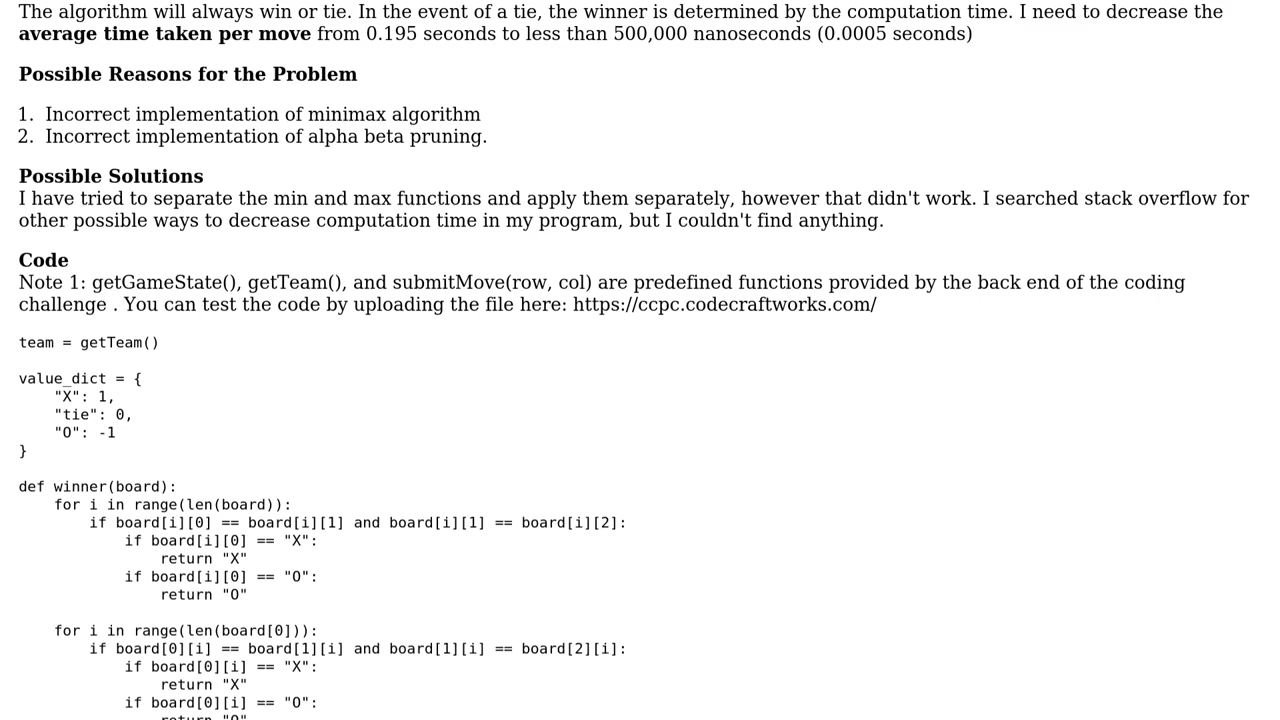 The algorithm will always win or tie. In the event of a tie, the winner is determined by the computation time. I need to decrease the
average time taken per move from 0.195 seconds to less than 500,000 nanoseconds (0.0005 seconds)
Possible Reasons for the Problem
1. Incorrect implementation of minimax algorithm
2. Incorrect implementation of alpha beta pruning.
Possible Solutions
I have tried to separate the min and max functions and apply them separately, however that didn't work. I searched stack overflow for
other possible ways to decrease computation time in my program, but I couldn't find anything.
Code
Note 1: getGameState(), getTeam(), and submitMove(row, col) are predefined functions provided by the back end of the coding
challenge . You can test the code by uploading the file here: https://ccpc.codecraftworks.com/
team = getTeam()
value_dict = {
    "X": 1,
    "tie": 0,
    "O": -1
}
def winner(board):
    for i in range(len(board)):
        if board[i][0] == board[i][1] and board[i][1] == board[i][2]:
            if board[i][0] == "X":
                return "X"
            if board[i][0] == "O":
                return "O"
    for i in range(len(board[0])):
        if board[0][i] == board[1][i] and board[1][i] == board[2][i]:
            if board[0][i] == "X":
                return "X"
            if board[0][i] == "O":
                return "O"